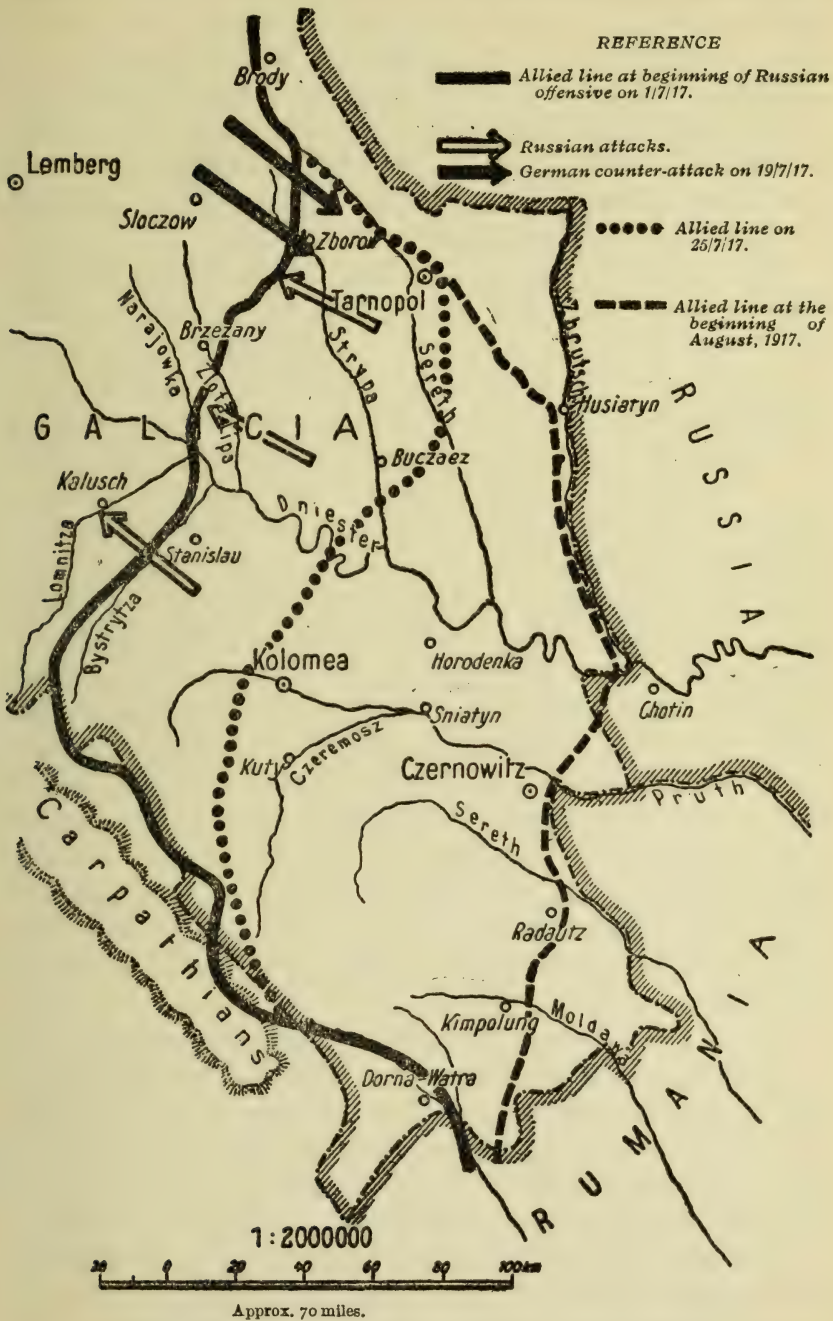 REFERENCE
Allied line at beginning of Russian
offensive on 1/7/17.
Russian attacks.
German counter-attack on 19/7/17.
Allied line on
25/7/17.
Allied line at the
beginning of
August, 1917.
Brody
Lemberg
Sloczow
Zborow
Tarnopol
Narajowka
Brzezany
Zlota Lipa
Strypa
Sereth
Zbrutsch
Husiatyn
RUSSIA
GALICIA
Buczaez
Kalusch
Dniester
Lomnitza
Stanislau
Bystrytza
Horodenka
Kolomea
Chotin
Sniatyn
Kuty
Czeremosz
Czernowitz
Pruth
Sereth
Carpathians
Radautz
Kimpolung
Moldau
Dorna-Watra
RUMANIA
1:2000000
20 0 20 40 60 80 100 km
Approx. 70 miles.